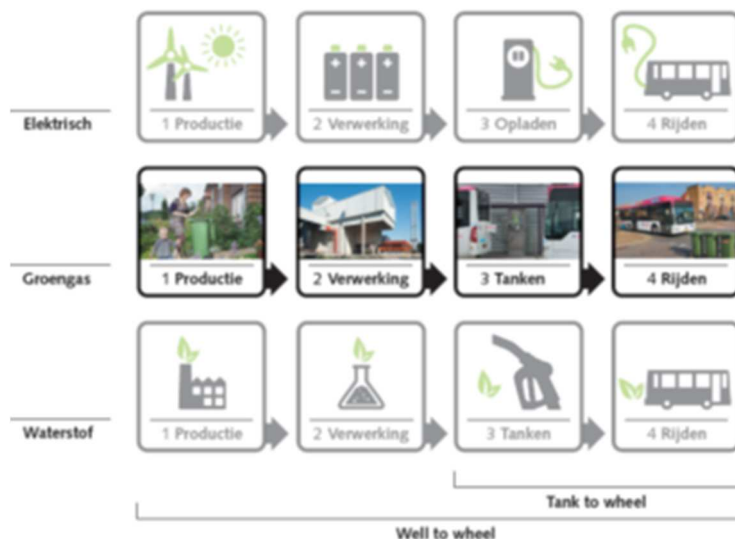 1 Productie
2 Verwerking
3 Opladen
4 Rijden
Elektrisch
1 Productie
2 Verwerking
3 Tanken
4 Rijden
Groengas
1 Productie
2 Verwerking
3 Tanken
4 Rijden
Waterstof
Tank to wheel
Well to wheel